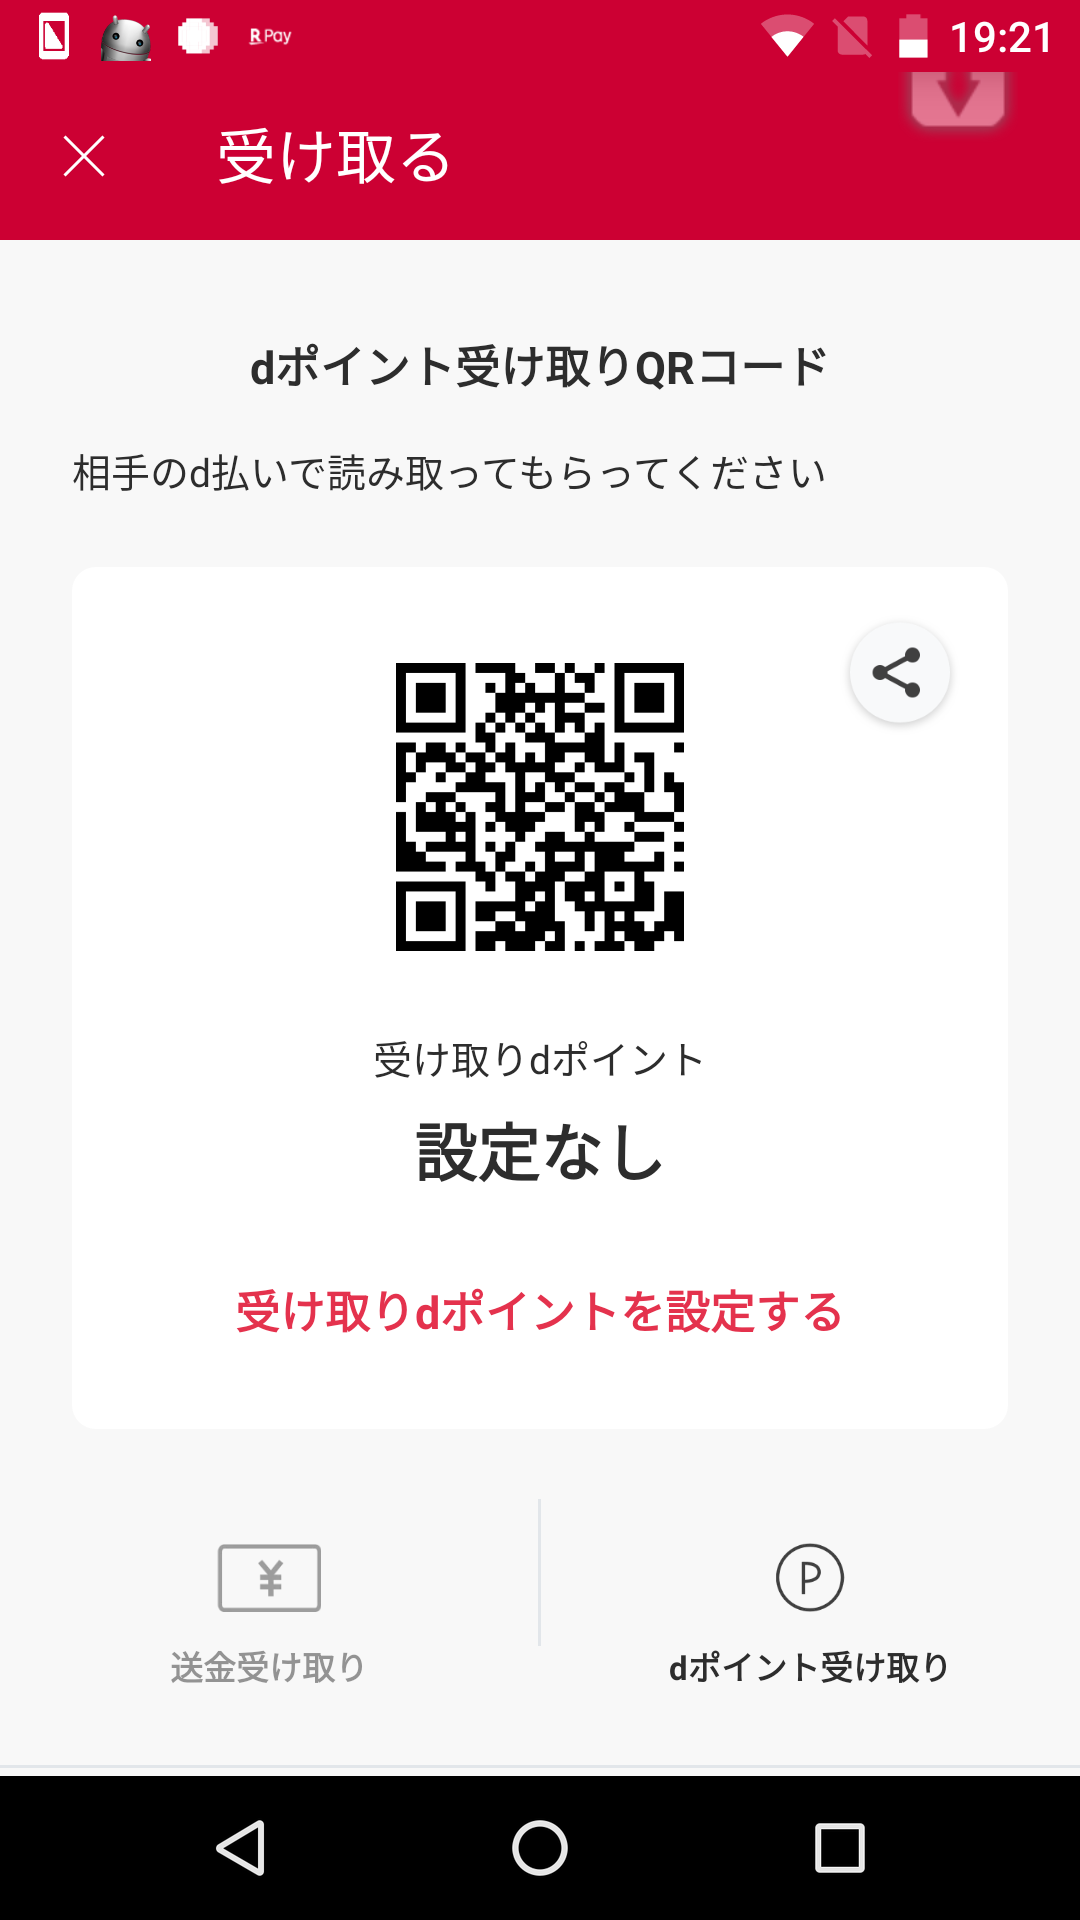 R Pay
19:21
受け取る
dポイント受け取りQRコード
相手のd払いで読み取ってもらってください
受け取りdポイント
設定なし
受け取りdポイントを設定する
¥
P
送金受け取り
dポイント受け取り